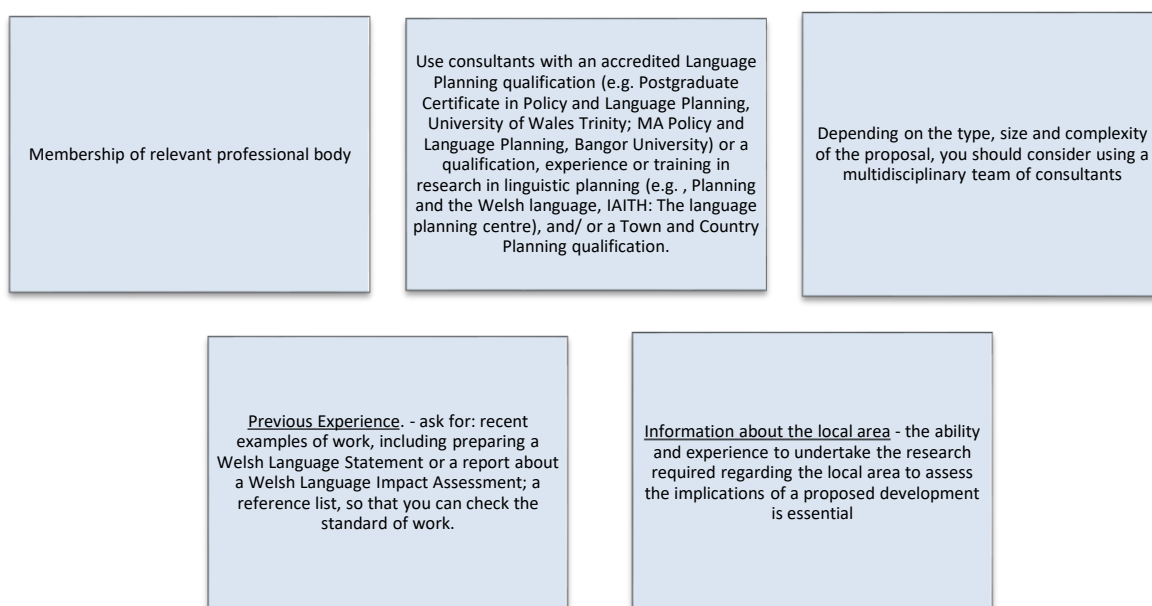 Membership of relevant professional body
Use consultants with an accredited Language
Planning qualification (e.g. Postgraduate
Certificate in Policy and Language Planning,
University of Wales Trinity; MA Policy and
Language Planning, Bangor University) or a
qualification, experience or training in
research in linguistic planning (e.g. , Planning
and the Welsh language, IAITH: The language
planning centre), and/ or a Town and Country
Planning qualification.
Depending on the type, size and complexity
of the proposal, you should consider using a
multidisciplinary team of consultants
Previous Experience. - ask for: recent
examples of work, including preparing a
Welsh Language Statement or a report about
a Welsh Language Impact Assessment; a
reference list, so that you can check the
standard of work.
Information about the local area - the ability
and experience to undertake the research
required regarding the local area to assess
the implications of a proposed development
is essential